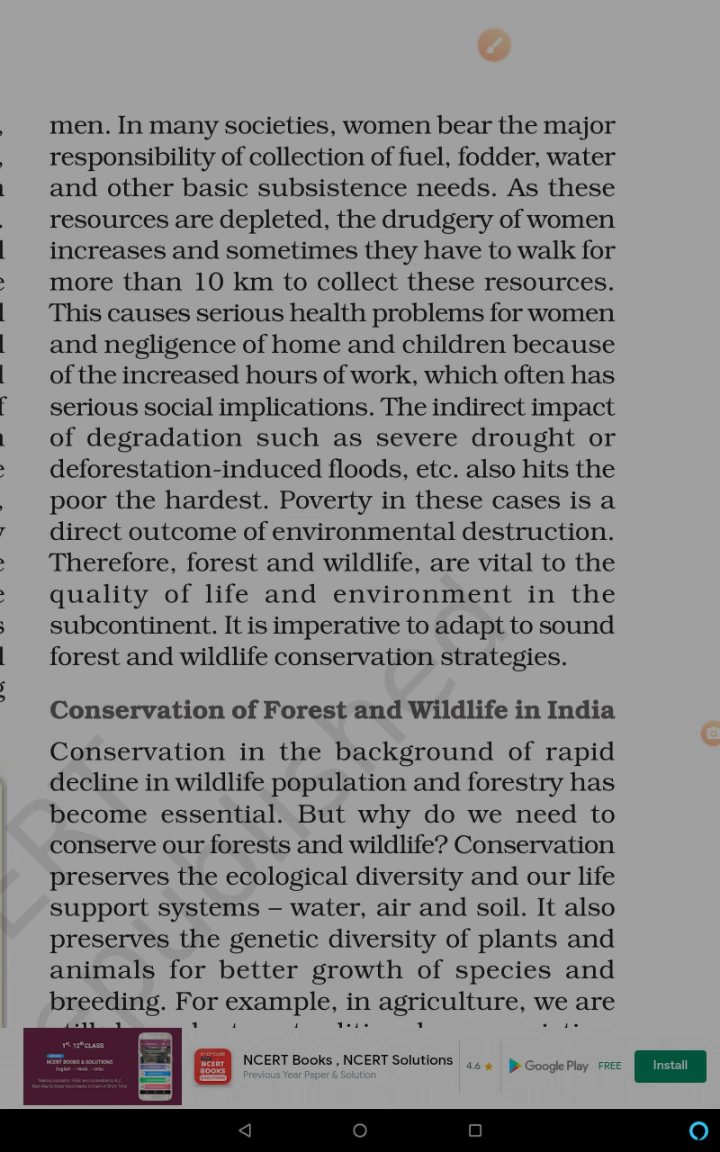 men. In many societies, women bear the major
responsibility of collection of fuel, fodder, water
and other basic subsistence needs. As these
resources are depleted, the drudgery of women
increases and sometimes they have to walk for
more than 10 km to collect these resources.
This causes serious health problems for women
and negligence of home and children because
of the increased hours of work, which often has
serious social implications. The indirect impact
of degradation such as severe drought or
deforestation-induced floods, etc. also hits the
poor the hardest. Poverty in these cases is a
direct outcome of environmental destruction.
Therefore, forest and wildlife, are vital to the
quality of life and environment in the
subcontinent. It is imperative to adapt to sound
forest and wildlife conservation strategies.
Conservation of Forest and Wildlife in India
Conservation in the background of rapid
decline in wildlife population and forestry has
become essential. But why do we need to
conserve our forests and wildlife? Conservation
preserves the ecological diversity and our life
support systems – water, air and soil. It also
preserves the genetic diversity of plants and
animals for better growth of species and
breeding. For example, in agriculture, we are
1st- 12th CLASS
NCERT BOOKS & SOLUTIONS
English - Hindi - Urdu
NCERT BOOKS
NCERT Books , NCERT Solutions
Previous Year Paper & Solution
4.6 ★
Google Play
FREE
Install